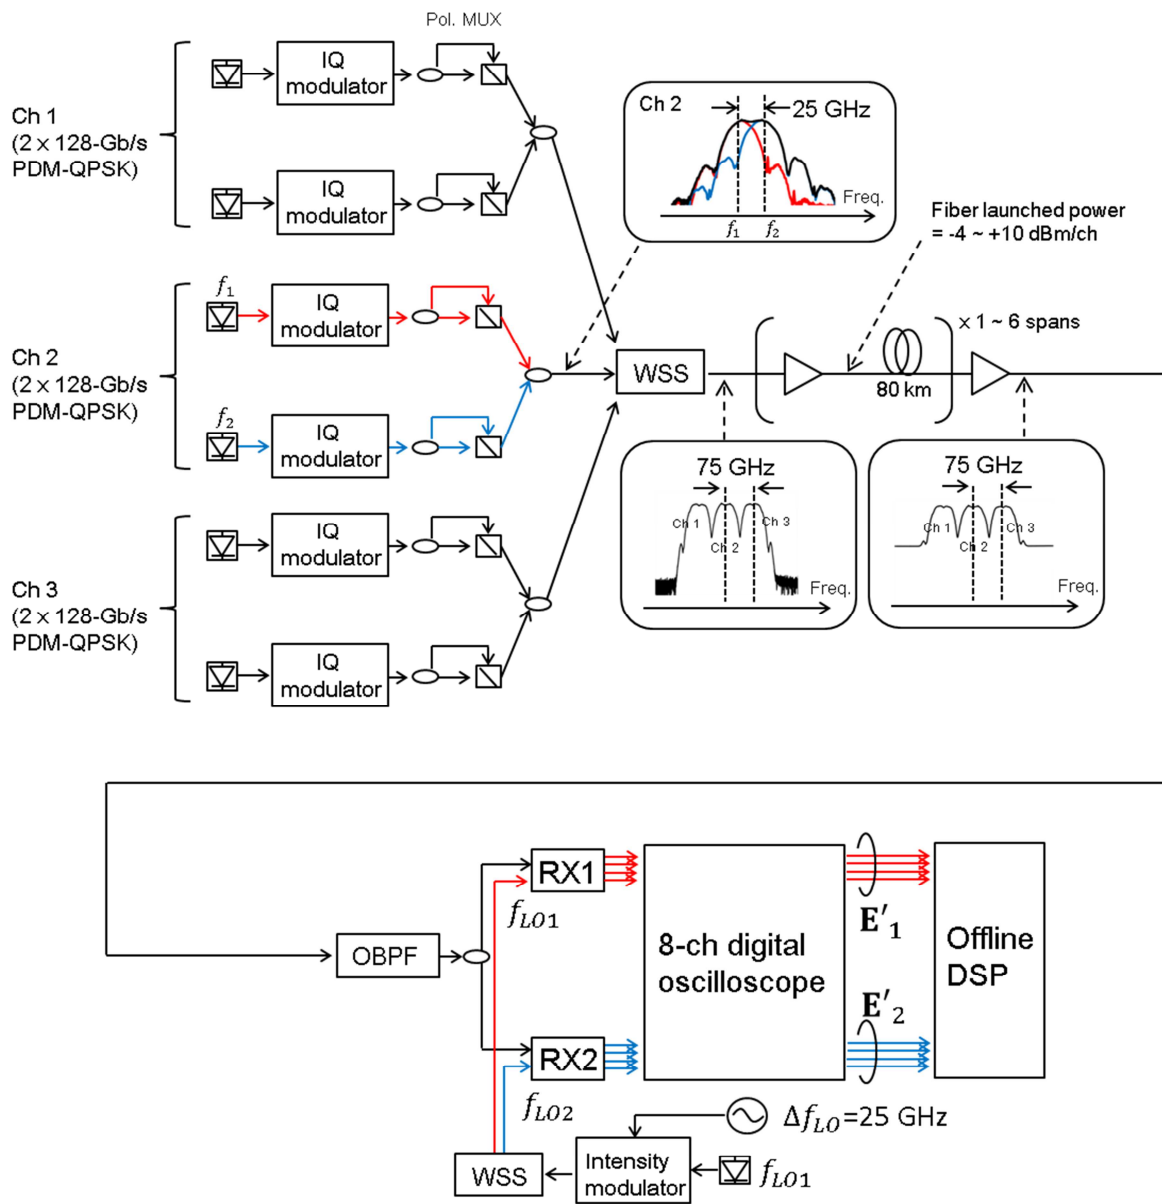 Pol. MUX
Ch 1
(2 x 128-Gb/s
PDM-QPSK)
IQ
modulator
IQ
modulator
Ch 2
25 GHz
Freq.
f1
f2
Fiber launched power
= -4 ~ +10 dBm/ch
Ch 2
(2 x 128-Gb/s
PDM-QPSK)
f1
IQ
modulator
f2
IQ
modulator
WSS
80 km
x 1 ~ 6 spans
75 GHz
Ch 1
Ch 2
Ch 3
Freq.
75 GHz
Ch 1
Ch 2
Ch 3
Freq.
Ch 3
(2 x 128-Gb/s
PDM-QPSK)
IQ
modulator
IQ
modulator
OBPF
RX1
fLO1
RX2
fLO2
8-ch digital
oscilloscope
E′1
E′2
Offline
DSP
ΔfLO=25 GHz
WSS
Intensity
modulator
fLO1